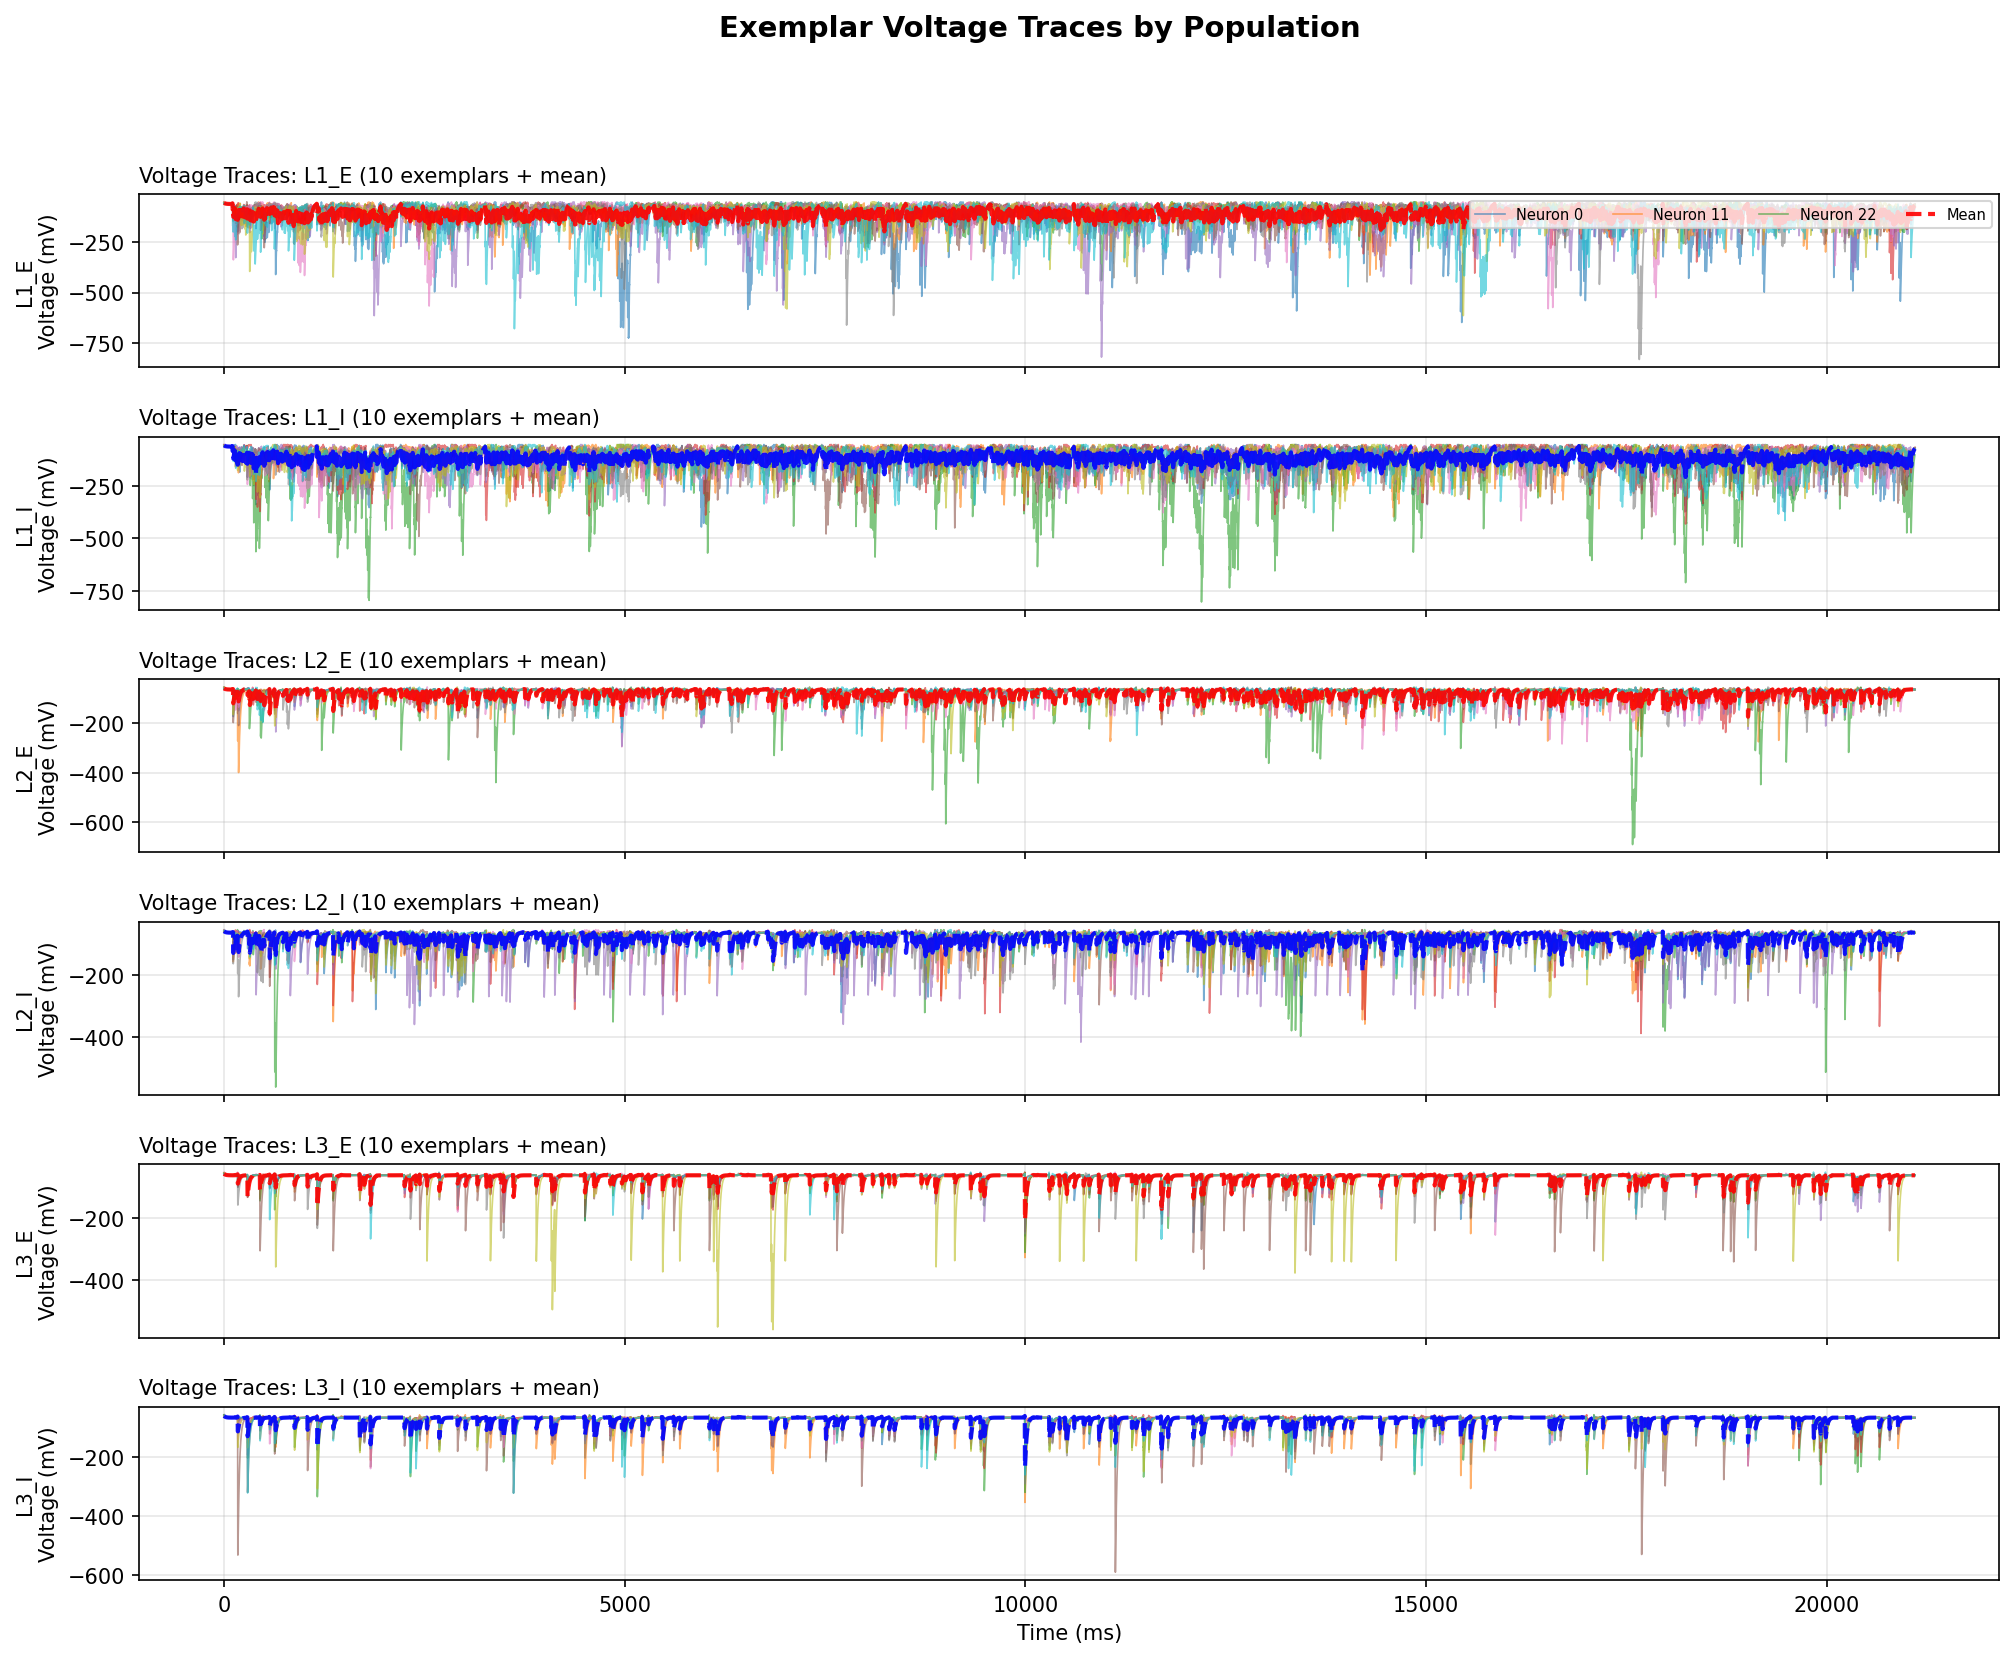 Exemplar Voltage Traces by Population
Voltage Traces: L1_E (10 exemplars + mean)
L1_E
Voltage (mV)
−250
−500
−750
Neuron 0
Neuron 11
Neuron 22
Mean
Voltage Traces: L1_I (10 exemplars + mean)
L1_I
Voltage (mV)
−250
−500
−750
Voltage Traces: L2_E (10 exemplars + mean)
L2_E
Voltage (mV)
−200
−400
−600
Voltage Traces: L2_I (10 exemplars + mean)
L2_I
Voltage (mV)
−200
−400
Voltage Traces: L3_E (10 exemplars + mean)
L3_E
Voltage (mV)
−200
−400
Voltage Traces: L3_I (10 exemplars + mean)
L3_I
Voltage (mV)
−200
−400
−600
0
5000
10000
15000
20000
Time (ms)